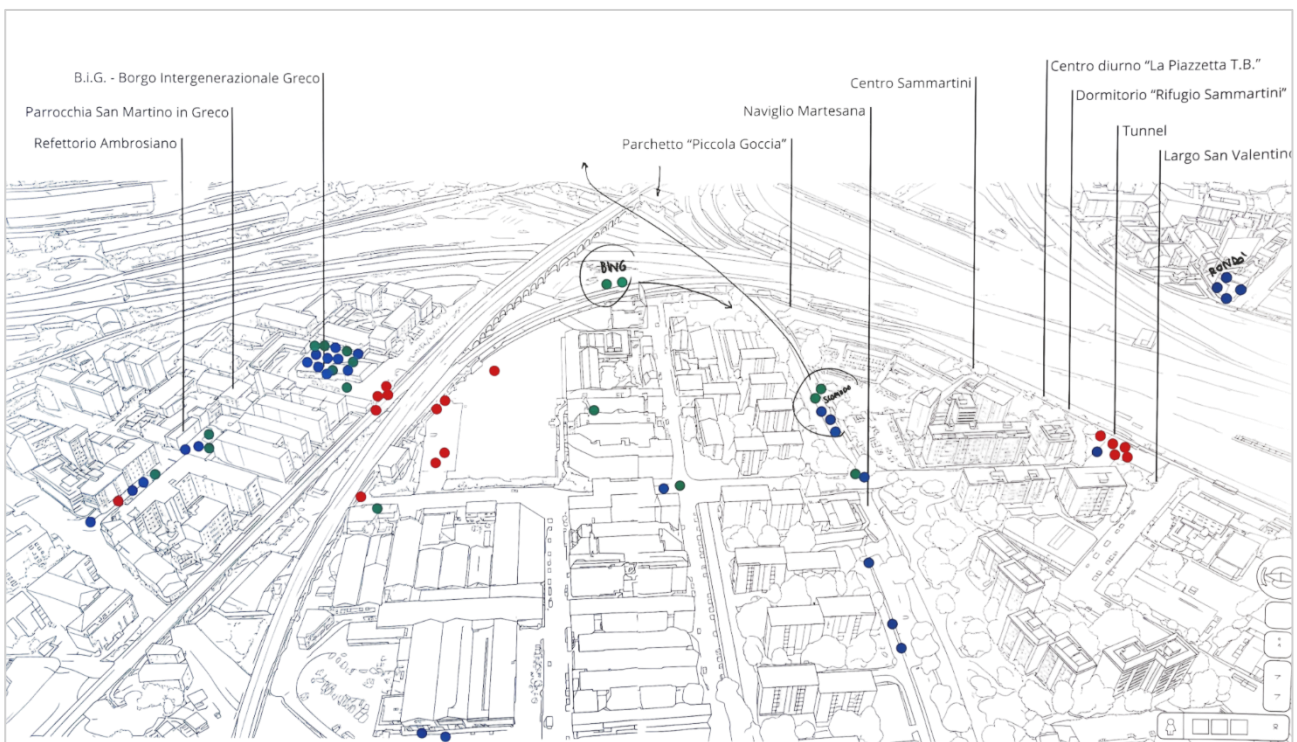 B.i.G. - Borgo Intergenerazionale Greco
Parrocchia San Martino in Greco
Refettorio Ambrosiano
Parchetto "Piccola Goccia"
Naviglio Martesana
Centro Sammartini
Centro diurno "La Piazzetta T.B."
Dormitorio "Rifugio Sammartini"
Tunnel
Largo San Valentino
RONDO'